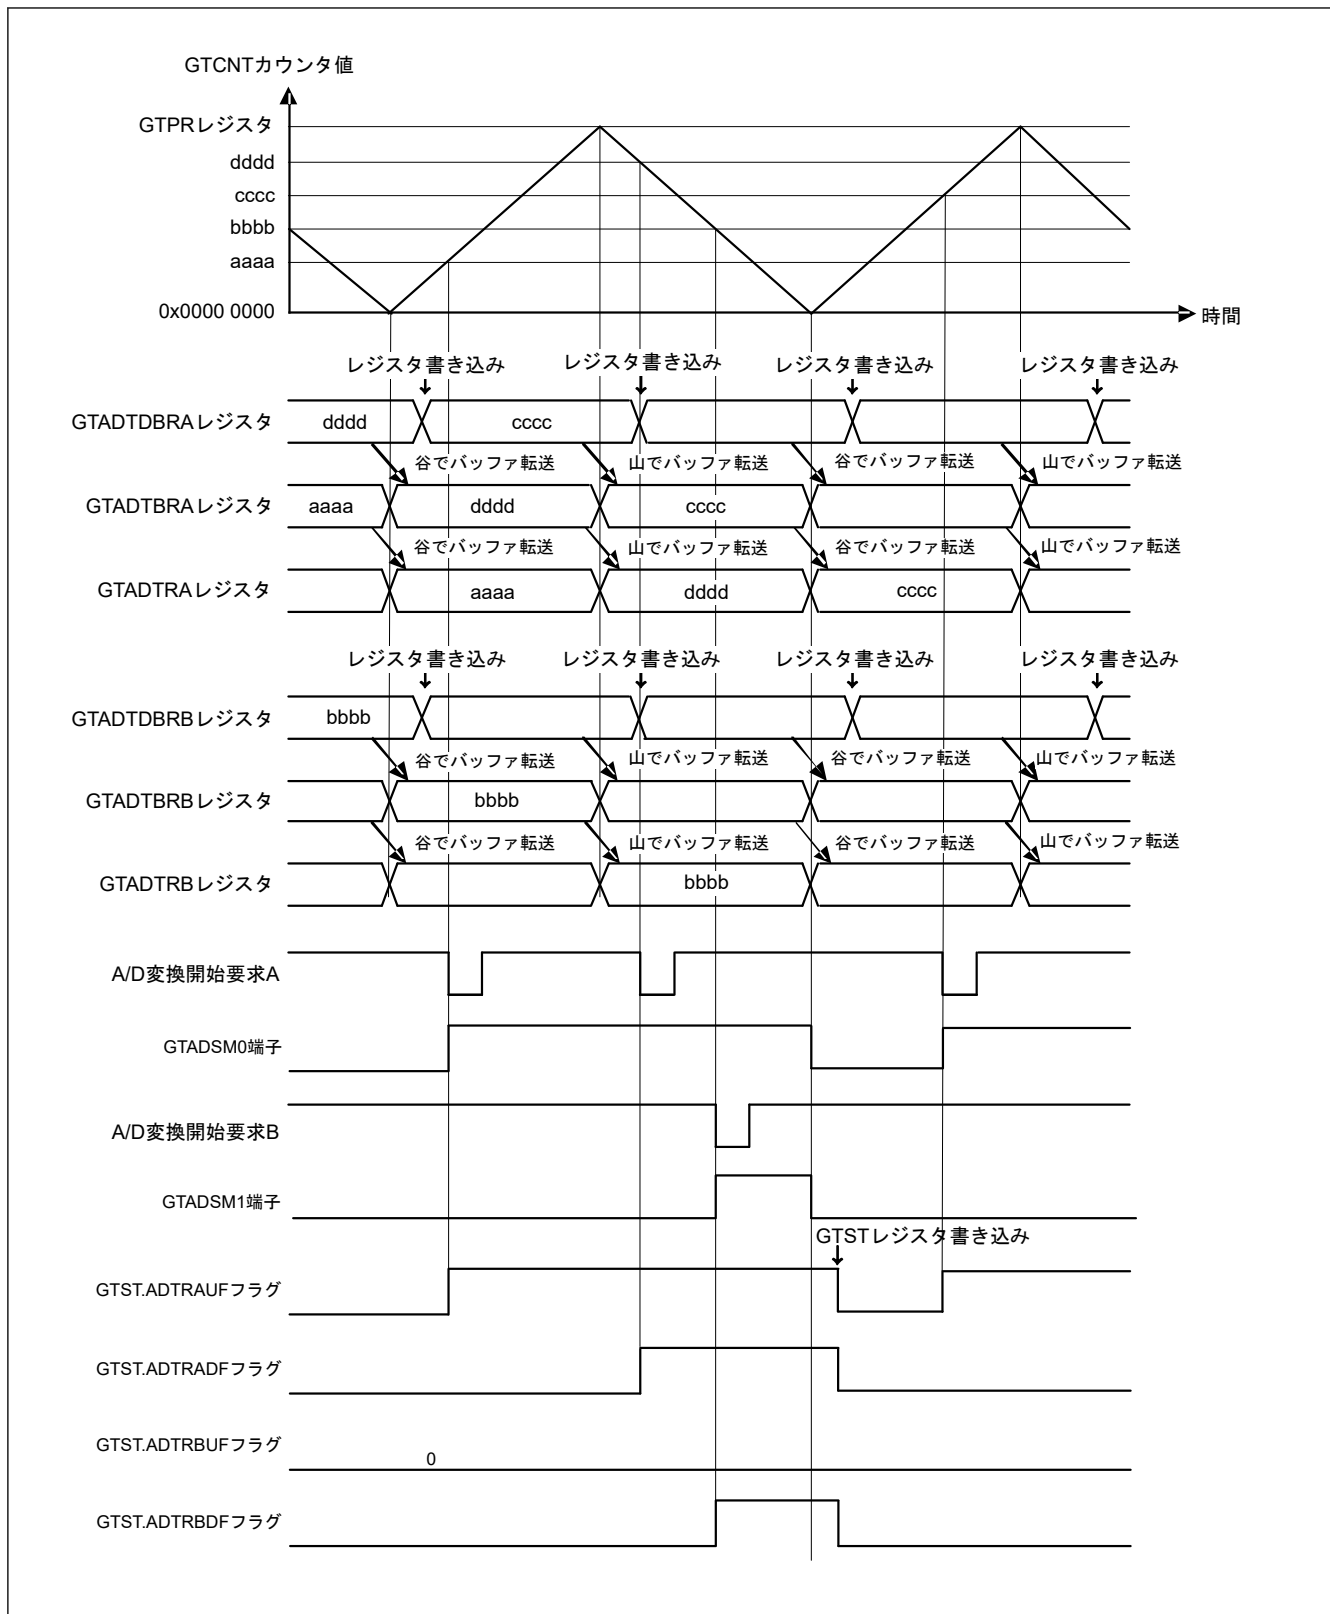 GTCNTカウンタ値
GTPRレジスタ
dddd
cccc
bbbb
aaaa
0x0000 0000
時間
レジスタ書き込み レジスタ書き込み レジスタ書き込み レジスタ書き込み
GTADTDBRAレジスタ dddd cccc
谷でバッファ転送 山でバッファ転送 谷でバッファ転送 山でバッファ転送
GTADTBRAレジスタ aaaa dddd cccc
谷でバッファ転送 山でバッファ転送 谷でバッファ転送 山でバッファ転送
GTADTRAレジスタ aaaa dddd cccc
レジスタ書き込み レジスタ書き込み レジスタ書き込み レジスタ書き込み
GTADTDBRBレジスタ bbbb
谷でバッファ転送 山でバッファ転送 谷でバッファ転送 山でバッファ転送
GTADTBRBレジスタ bbbb
谷でバッファ転送 山でバッファ転送 谷でバッファ転送 山でバッファ転送
GTADTRBレジスタ bbbb
A/D変換開始要求A
GTADSM0端子
A/D変換開始要求B
GTADSM1端子
GTSTレジスタ書き込み
GTST.ADTRAUFフラグ
GTST.ADTRADFフラグ
GTST.ADTRBUFフラグ 0
GTST.ADTRBDFフラグ